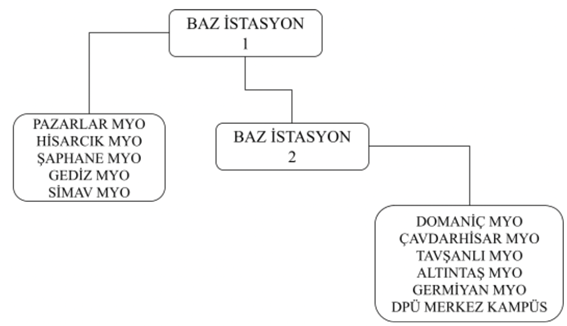 BAZ İSTASYON
1
PAZARLAR MYO
HİSARCIK MYO
ŞAPHANE MYO
GEDİZ MYO
SİMAV MYO
BAZ İSTASYON
2
DOMANİÇ MYO
ÇAVDARHİSAR MYO
TAVŞANLI MYO
ALTINTAŞ MYO
GERMİYAN MYO
DPÜ MERKEZ KAMPÜS